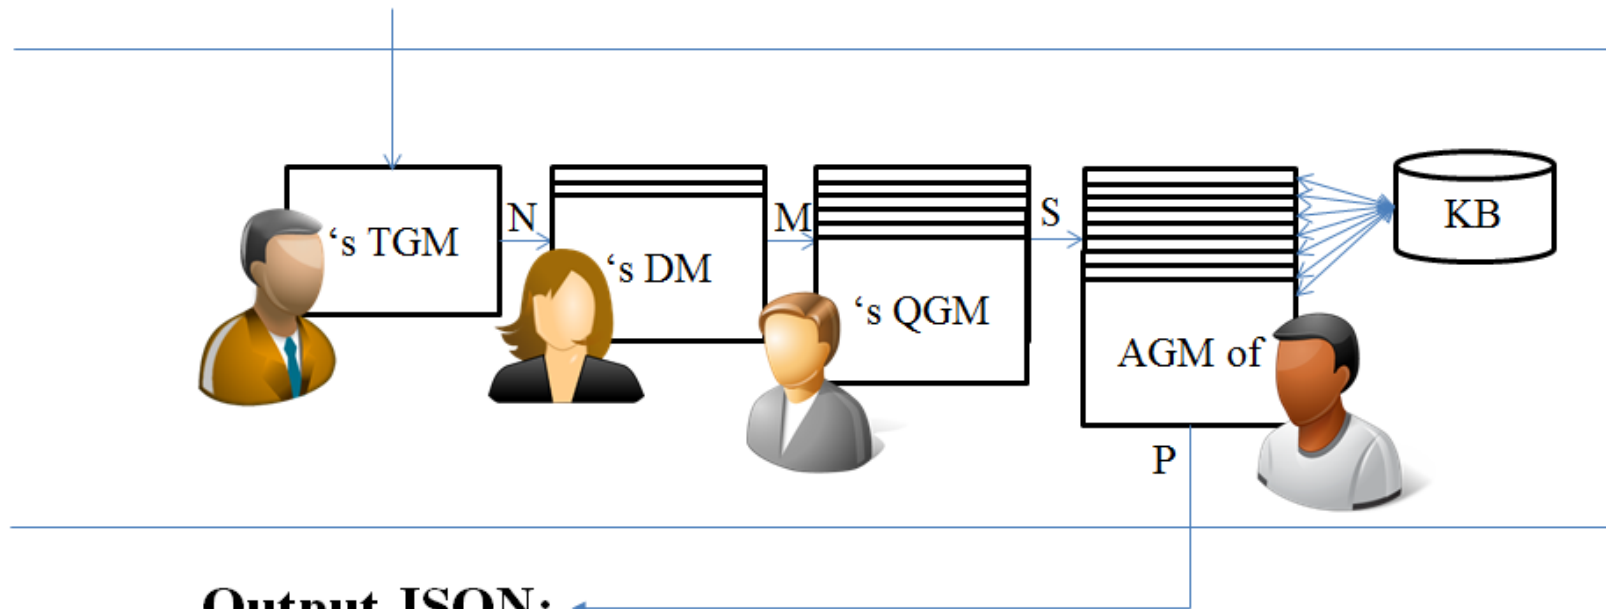 ‘s TGM
N
‘s DM
M
‘s QGM
S
AGM of
KB
P
Output JSON: